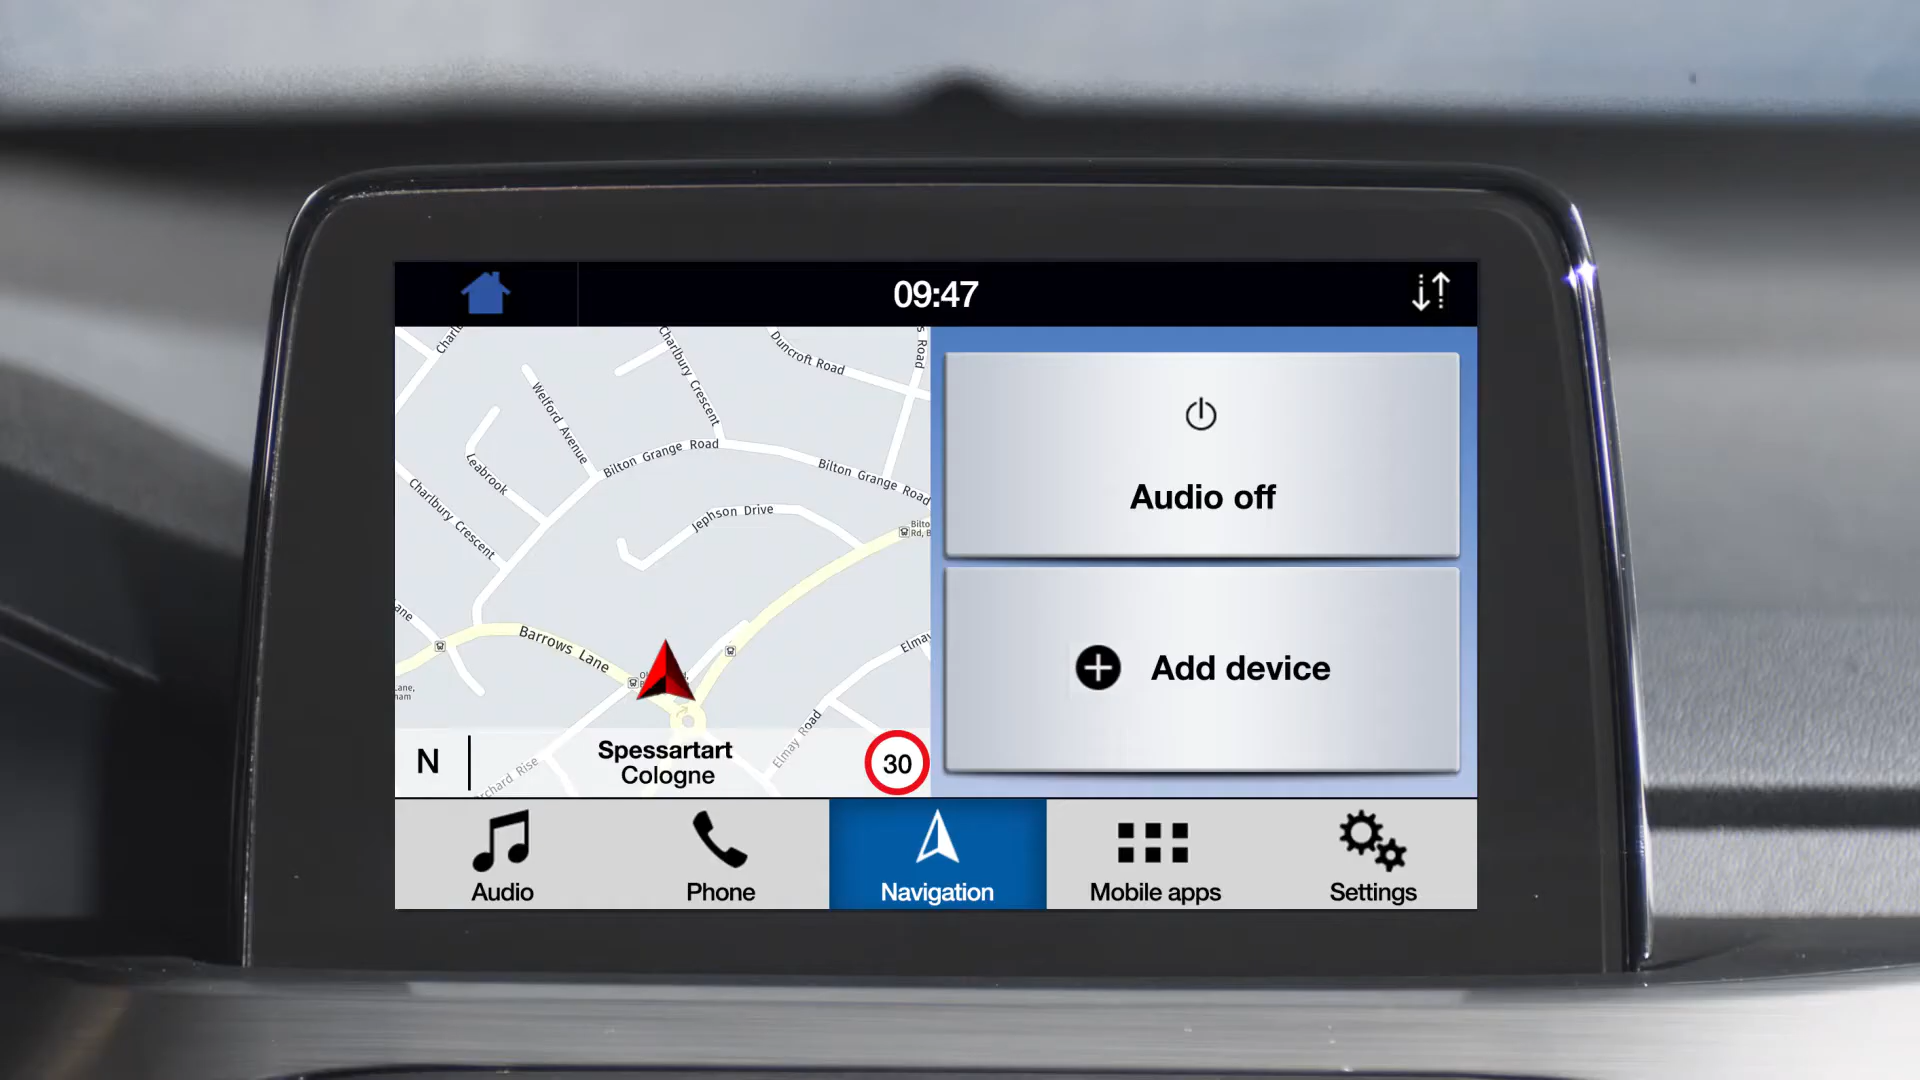 09:47
Charlbury Crescent
Duncroft Road
Road
Welford Avenue
Bilton Grange Road
Bilton Grange Road
Leabrook
Charlbury Crescent
Jephson Drive
Barrows Lane
Elmay Road
Spessartart
Cologne
N
30
Audio off
Add device
Audio
Phone
Navigation
Mobile apps
Settings